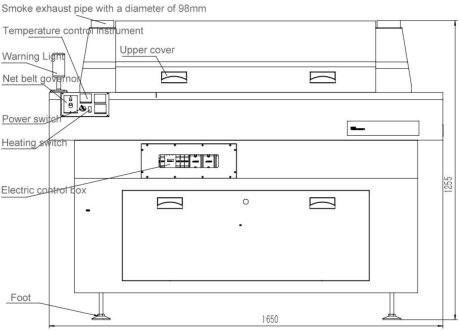 Smoke exhaust pipe with a diameter of 98mm
Temperature control instrument
Upper cover
Warning Light
Net belt governor
Power switch
Heating switch
Electric control box
1255
Foot
1650